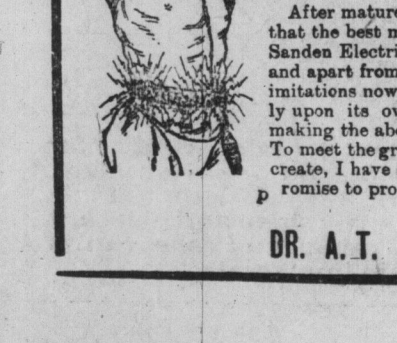 After mature
that the best m
Sanden Electri
and apart from
imitations now
ly upon its ov
making the abo
To meet the gr
create, I have
p romise to pro
DR. A. T.